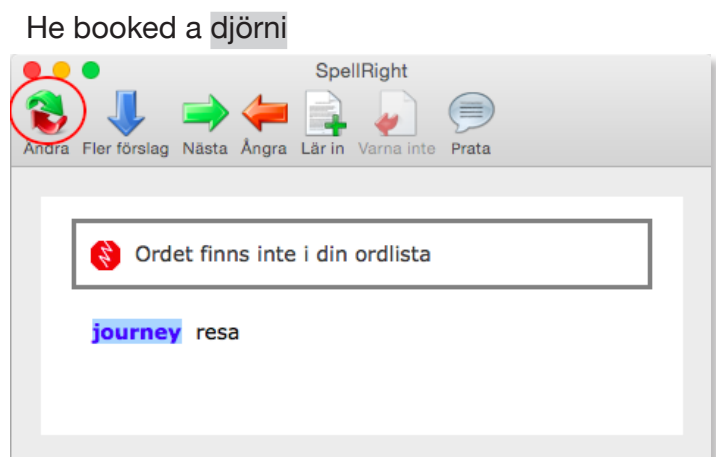 He booked a djörni
SpellRight
Ändra Fler förslag Nästa Ångra Lär in Varna inte Prata
Ordet finns inte i din ordlista
journey resa